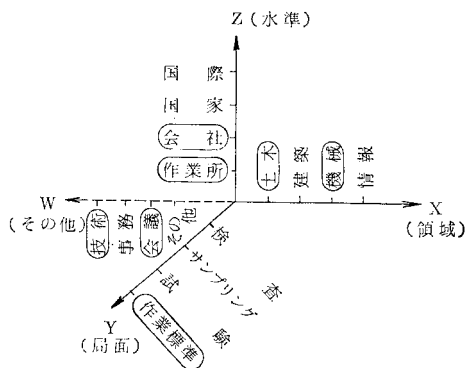 Z(水準)
国際
国家
会社
作業所
土木
建築
機械
情報
X
(領域)
W
(その他)
技術
事務
会議
その他
検査
サンプリング
試験
作業標準
Y
(局面)